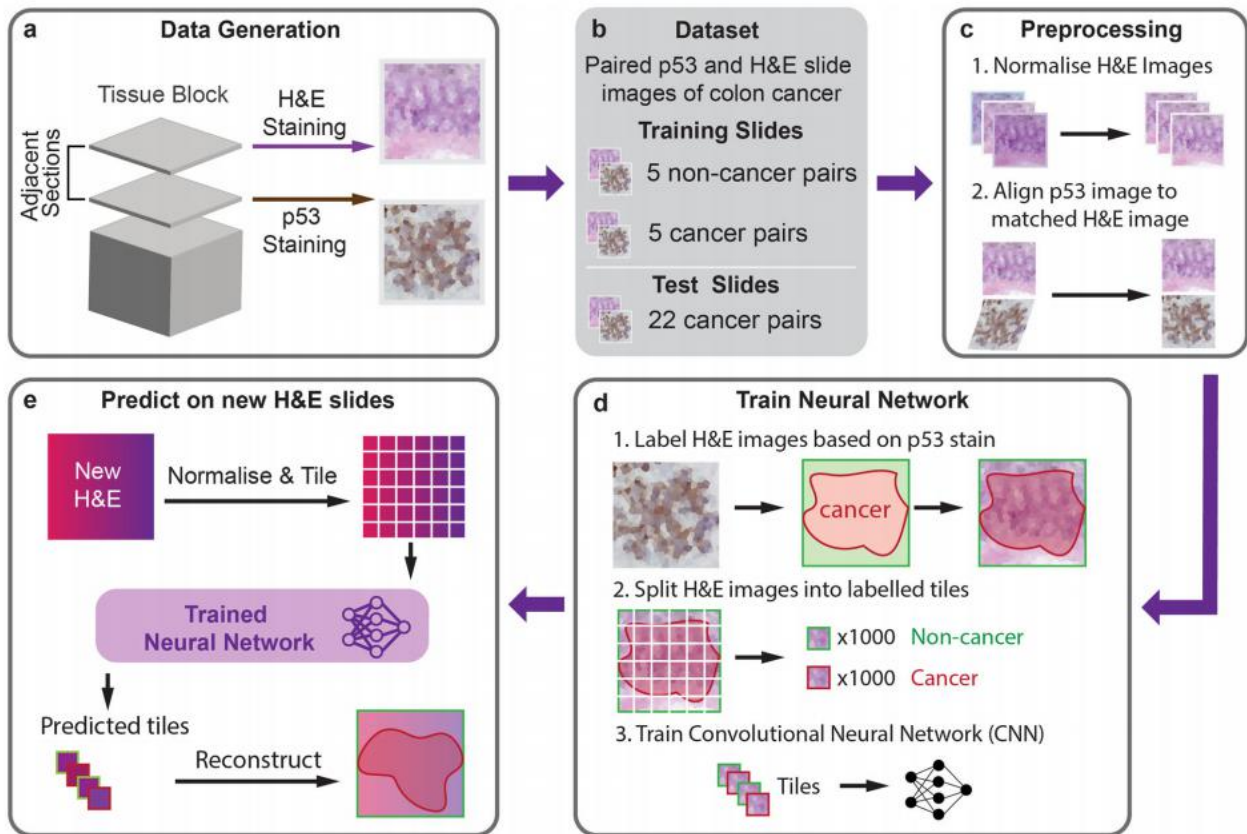 a
Data Generation
Tissue Block
Adjacent
Sections
H&E
Staining
p53
Staining
b
Dataset
Paired p53 and H&E slide
images of colon cancer
Training Slides
5 non-cancer pairs
5 cancer pairs
Test Slides
22 cancer pairs
c
Preprocessing
1. Normalise H&E Images
2. Align p53 image to
matched H&E image
d
Train Neural Network
1. Label H&E images based on p53 stain
cancer
2. Split H&E images into labelled tiles
x1000 Non-cancer
x1000 Cancer
3. Train Convolutional Neural Network (CNN)
Tiles
e
Predict on new H&E slides
New
H&E
Normalise & Tile
Trained
Neural Network
Predicted tiles
Reconstruct